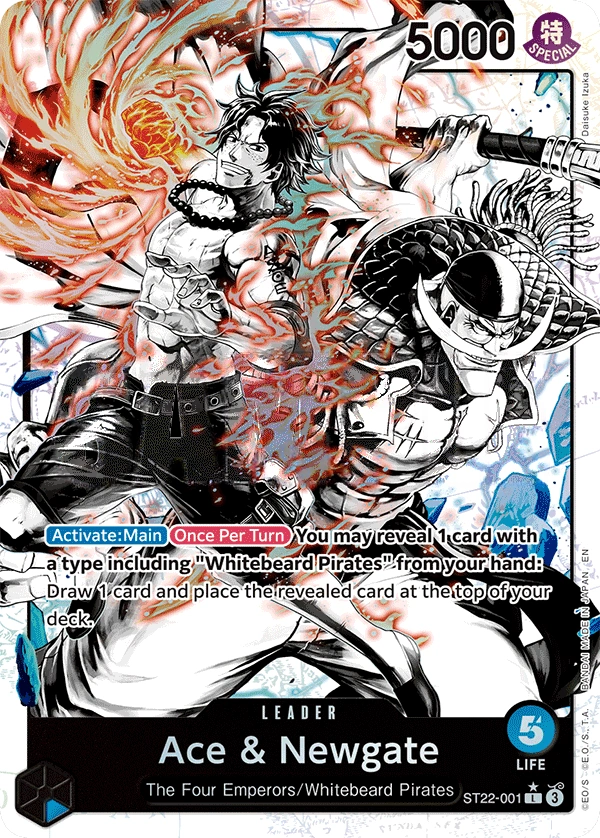 5000
特
SPECIAL
Daisuke Izuka
Activate:Main Once Per Turn You may reveal 1 card with
a type including "Whitebeard Pirates" from your hand:
Draw 1 card and place the revealed card at the top of your
deck.
BANDAI MADE IN JAPAN EN
©E.O./S., T.A.
©EO/S
LEADER
Ace & Newgate
5
LIFE
The Four Emperors/Whitebeard Pirates
ST22-001 ★ L 3